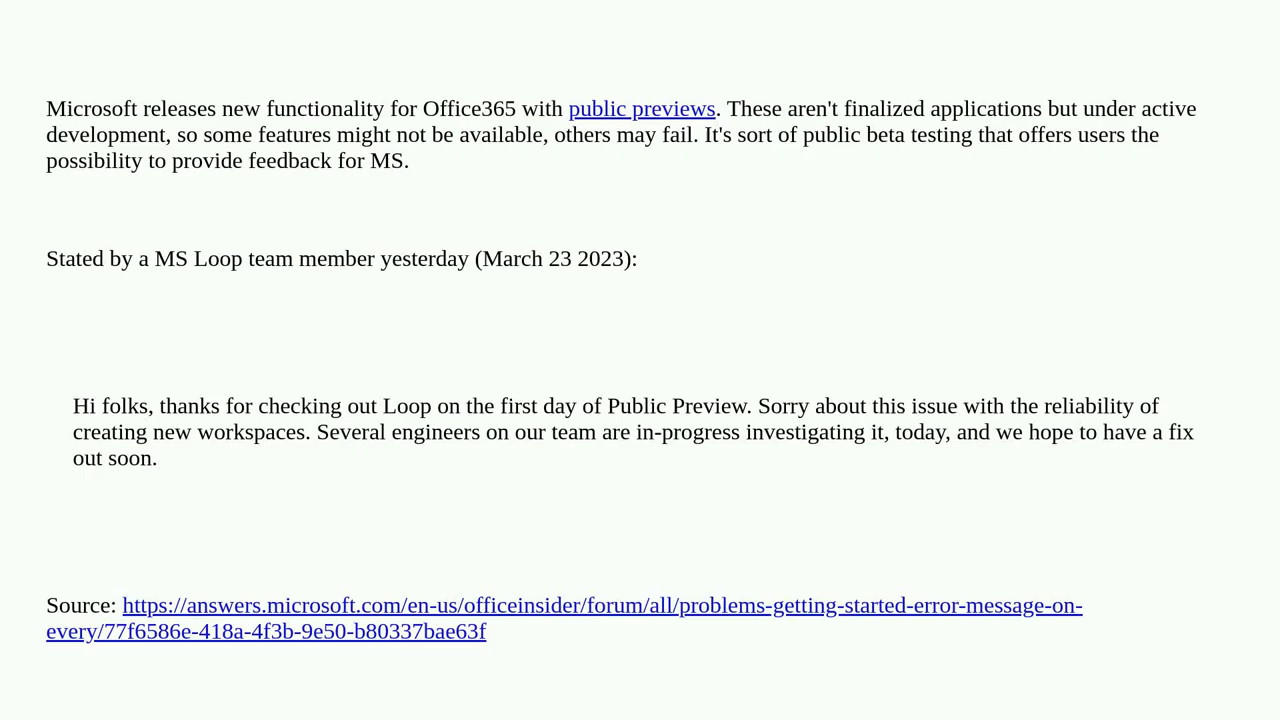 Microsoft releases new functionality for Office365 with public previews. These aren't finalized applications but under active
development, so some features might not be available, others may fail. It's sort of public beta testing that offers users the
possibility to provide feedback for MS.
Stated by a MS Loop team member yesterday (March 23 2023):
Hi folks, thanks for checking out Loop on the first day of Public Preview. Sorry about this issue with the reliability of
creating new workspaces. Several engineers on our team are in-progress investigating it, today, and we hope to have a fix
out soon.
Source: https://answers.microsoft.com/en-us/officeinsider/forum/all/problems-getting-started-error-message-on-
every/77f6586e-418a-4f3b-9e50-b80337bae63f